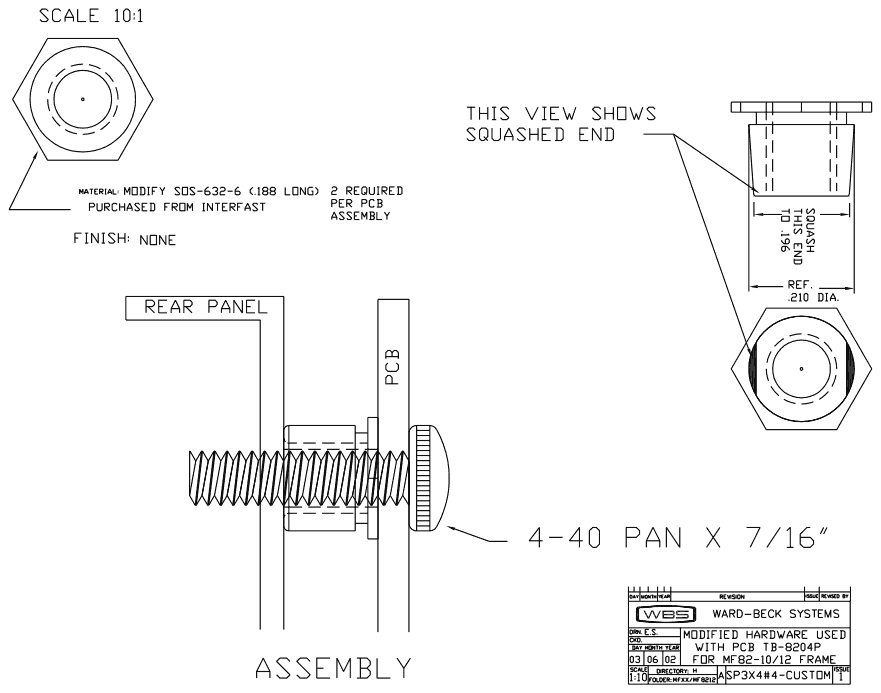 SCALE 10:1
MATERIAL: MODIFY SOS-632-6 (.188 LONG) 2 REQUIRED
PURCHASED FROM INTERFAST PER PCB
ASSEMBLY
FINISH: NONE
THIS VIEW SHOWS
SQUASHED END
SQUASH
THIS END
TO .196
REF.
.210 DIA.
REAR PANEL
PCB
4-40 PAN X 7/16"
ASSEMBLY
DAY MONTH YEAR REVISION ISSUE REVISED BY
WBS WARD-BECK SYSTEMS
DRN. E.S.
CKD.
DAY MONTH YEAR
03 06 02
MODIFIED HARDWARE USED
WITH PCB TB-8204P
FOR MF82-10/12 FRAME
SCALE
1:10
DIRECTORY: H
FOLDER:MFXX/MF8212
A SP3X4#4-CUSTOM
ISSUE
1